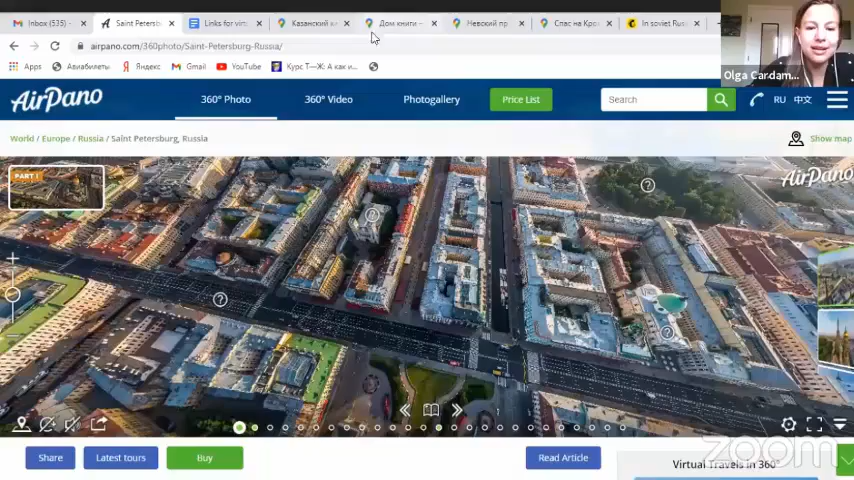 Inbox (535) -
Saint Petersb
Links for virt
Казанский к
Дом книги –
Невский пр
Спас на Кро
In soviet Rus
airpano.com/360photo/Saint-Petersburg-Russia/
Apps
Авиабилеты
Яндекс
Gmail
YouTube
Курс Т—Ж: А как и...
Olga Cardam...
AirPano
360° Photo
360° Video
Photogallery
Price List
Search
RU
中文
World / Europe / Russia / Saint Petersburg, Russia
Show map
PART I
AirPano
Share
Latest tours
Buy
Read Article
Virtual Travels in 360°
zoom